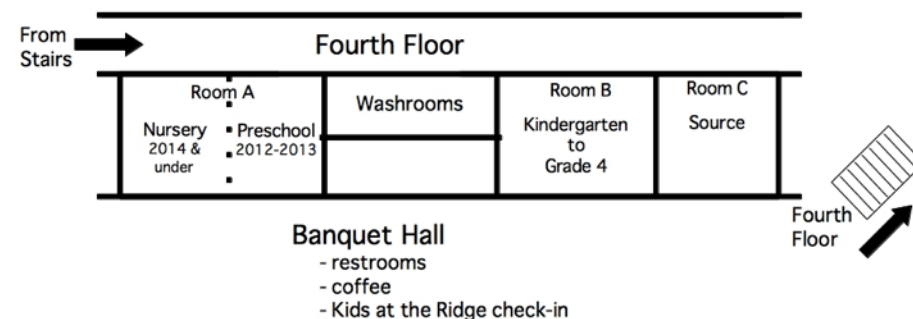 From
Stairs
Fourth Floor
Room A
Nursery
2014 &
under
Preschool
2012-2013
Washrooms
Room B
Kindergarten
to
Grade 4
Room C
Source
Fourth
Floor
Banquet Hall
- restrooms
- coffee
- Kids at the Ridge check-in